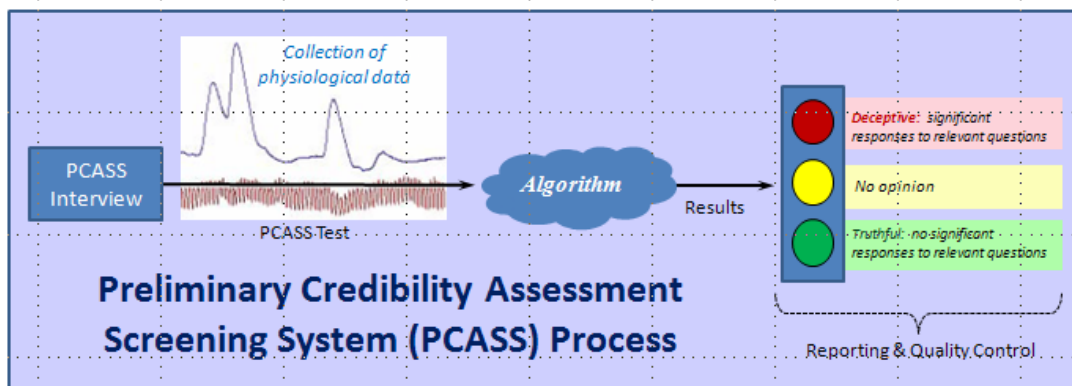 Collection of
physiological data
PCASS
Interview
PCASS Test
Algorithm
Results
Deceptive: significant
responses to relevant questions
No opinion
Truthful: no significant
responses to relevant questions
Reporting & Quality Control
Preliminary Credibility Assessment
Screening System (PCASS) Process